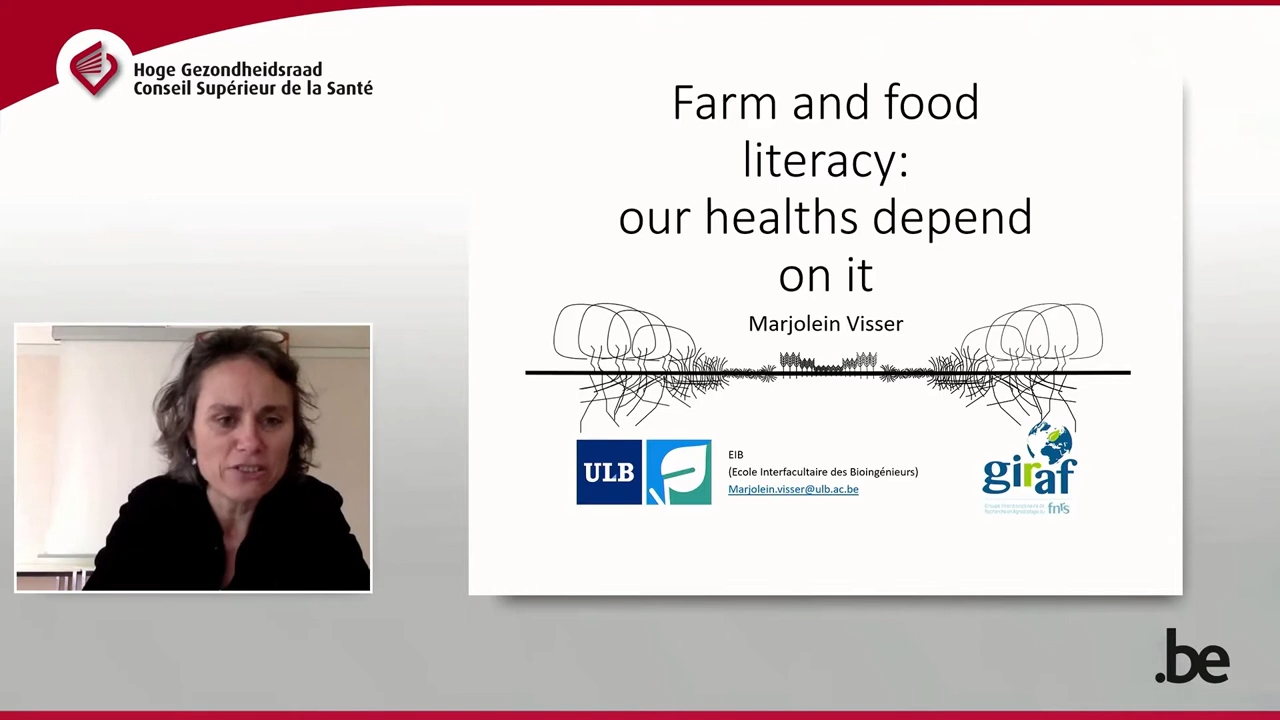 Hoge Gezondheidsraad
Conseil Supérieur de la Santé
Farm and food
literacy:
our healths depend
on it
Marjolein Visser
ULB
EIB
(Ecole Interfacultaire des Bioingénieurs)
Marjolein.visser@ulb.ac.be
giraf
fnrs
.be